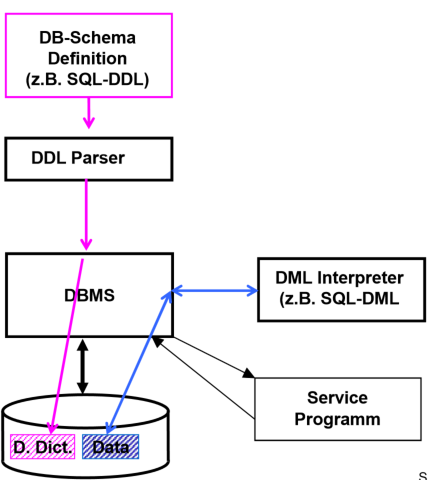 DB-Schema
Definition
(z.B. SQL-DDL)
DDL Parser
DBMS
DML Interpreter
(z.B. SQL-DML
Service
Programm
D. Dict.
Data
S